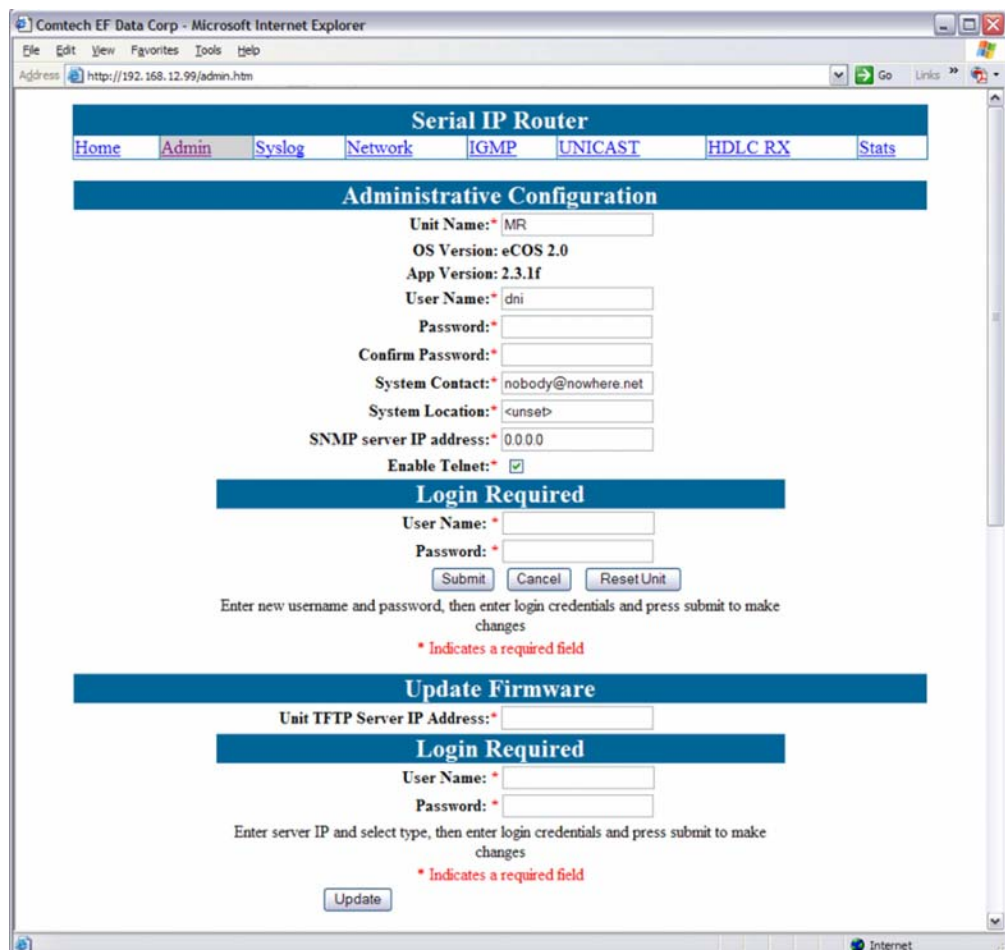 Comtech EF Data Corp - Microsoft Internet Explorer
File Edit View Favorites Tools Help
Address http://192.168.12.99/admin.htm Go Links »
Serial IP Router
Home Admin Syslog Network IGMP UNICAST HDLC RX Stats
Administrative Configuration
Unit Name:* MR
OS Version: eCOS 2.0
App Version: 2.3.1f
User Name:* dni
Password:*
Confirm Password:*
System Contact:* nobody@nowhere.net
System Location:* <unset>
SNMP server IP address:* 0.0.0.0
Enable Telnet:*
Login Required
User Name: *
Password: *
Submit Cancel Reset Unit
Enter new username and password, then enter login credentials and press submit to make
changes
* Indicates a required field
Update Firmware
Unit TFTP Server IP Address:*
Login Required
User Name: *
Password: *
Enter server IP and select type, then enter login credentials and press submit to make
changes
* Indicates a required field
Update
Internet